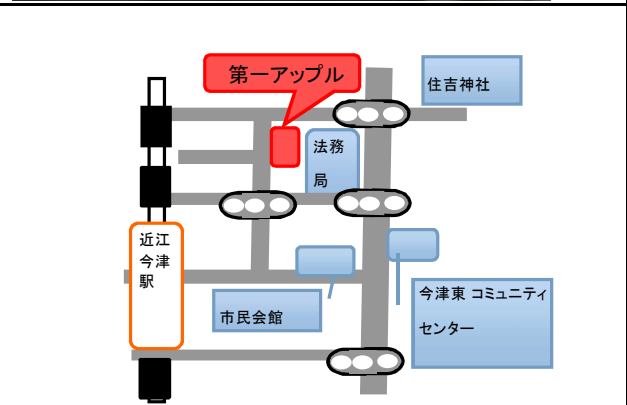 第一アップル
住吉神社
法務
局
近江
今津
駅
市民会館
今津東 コミュニティ
センター